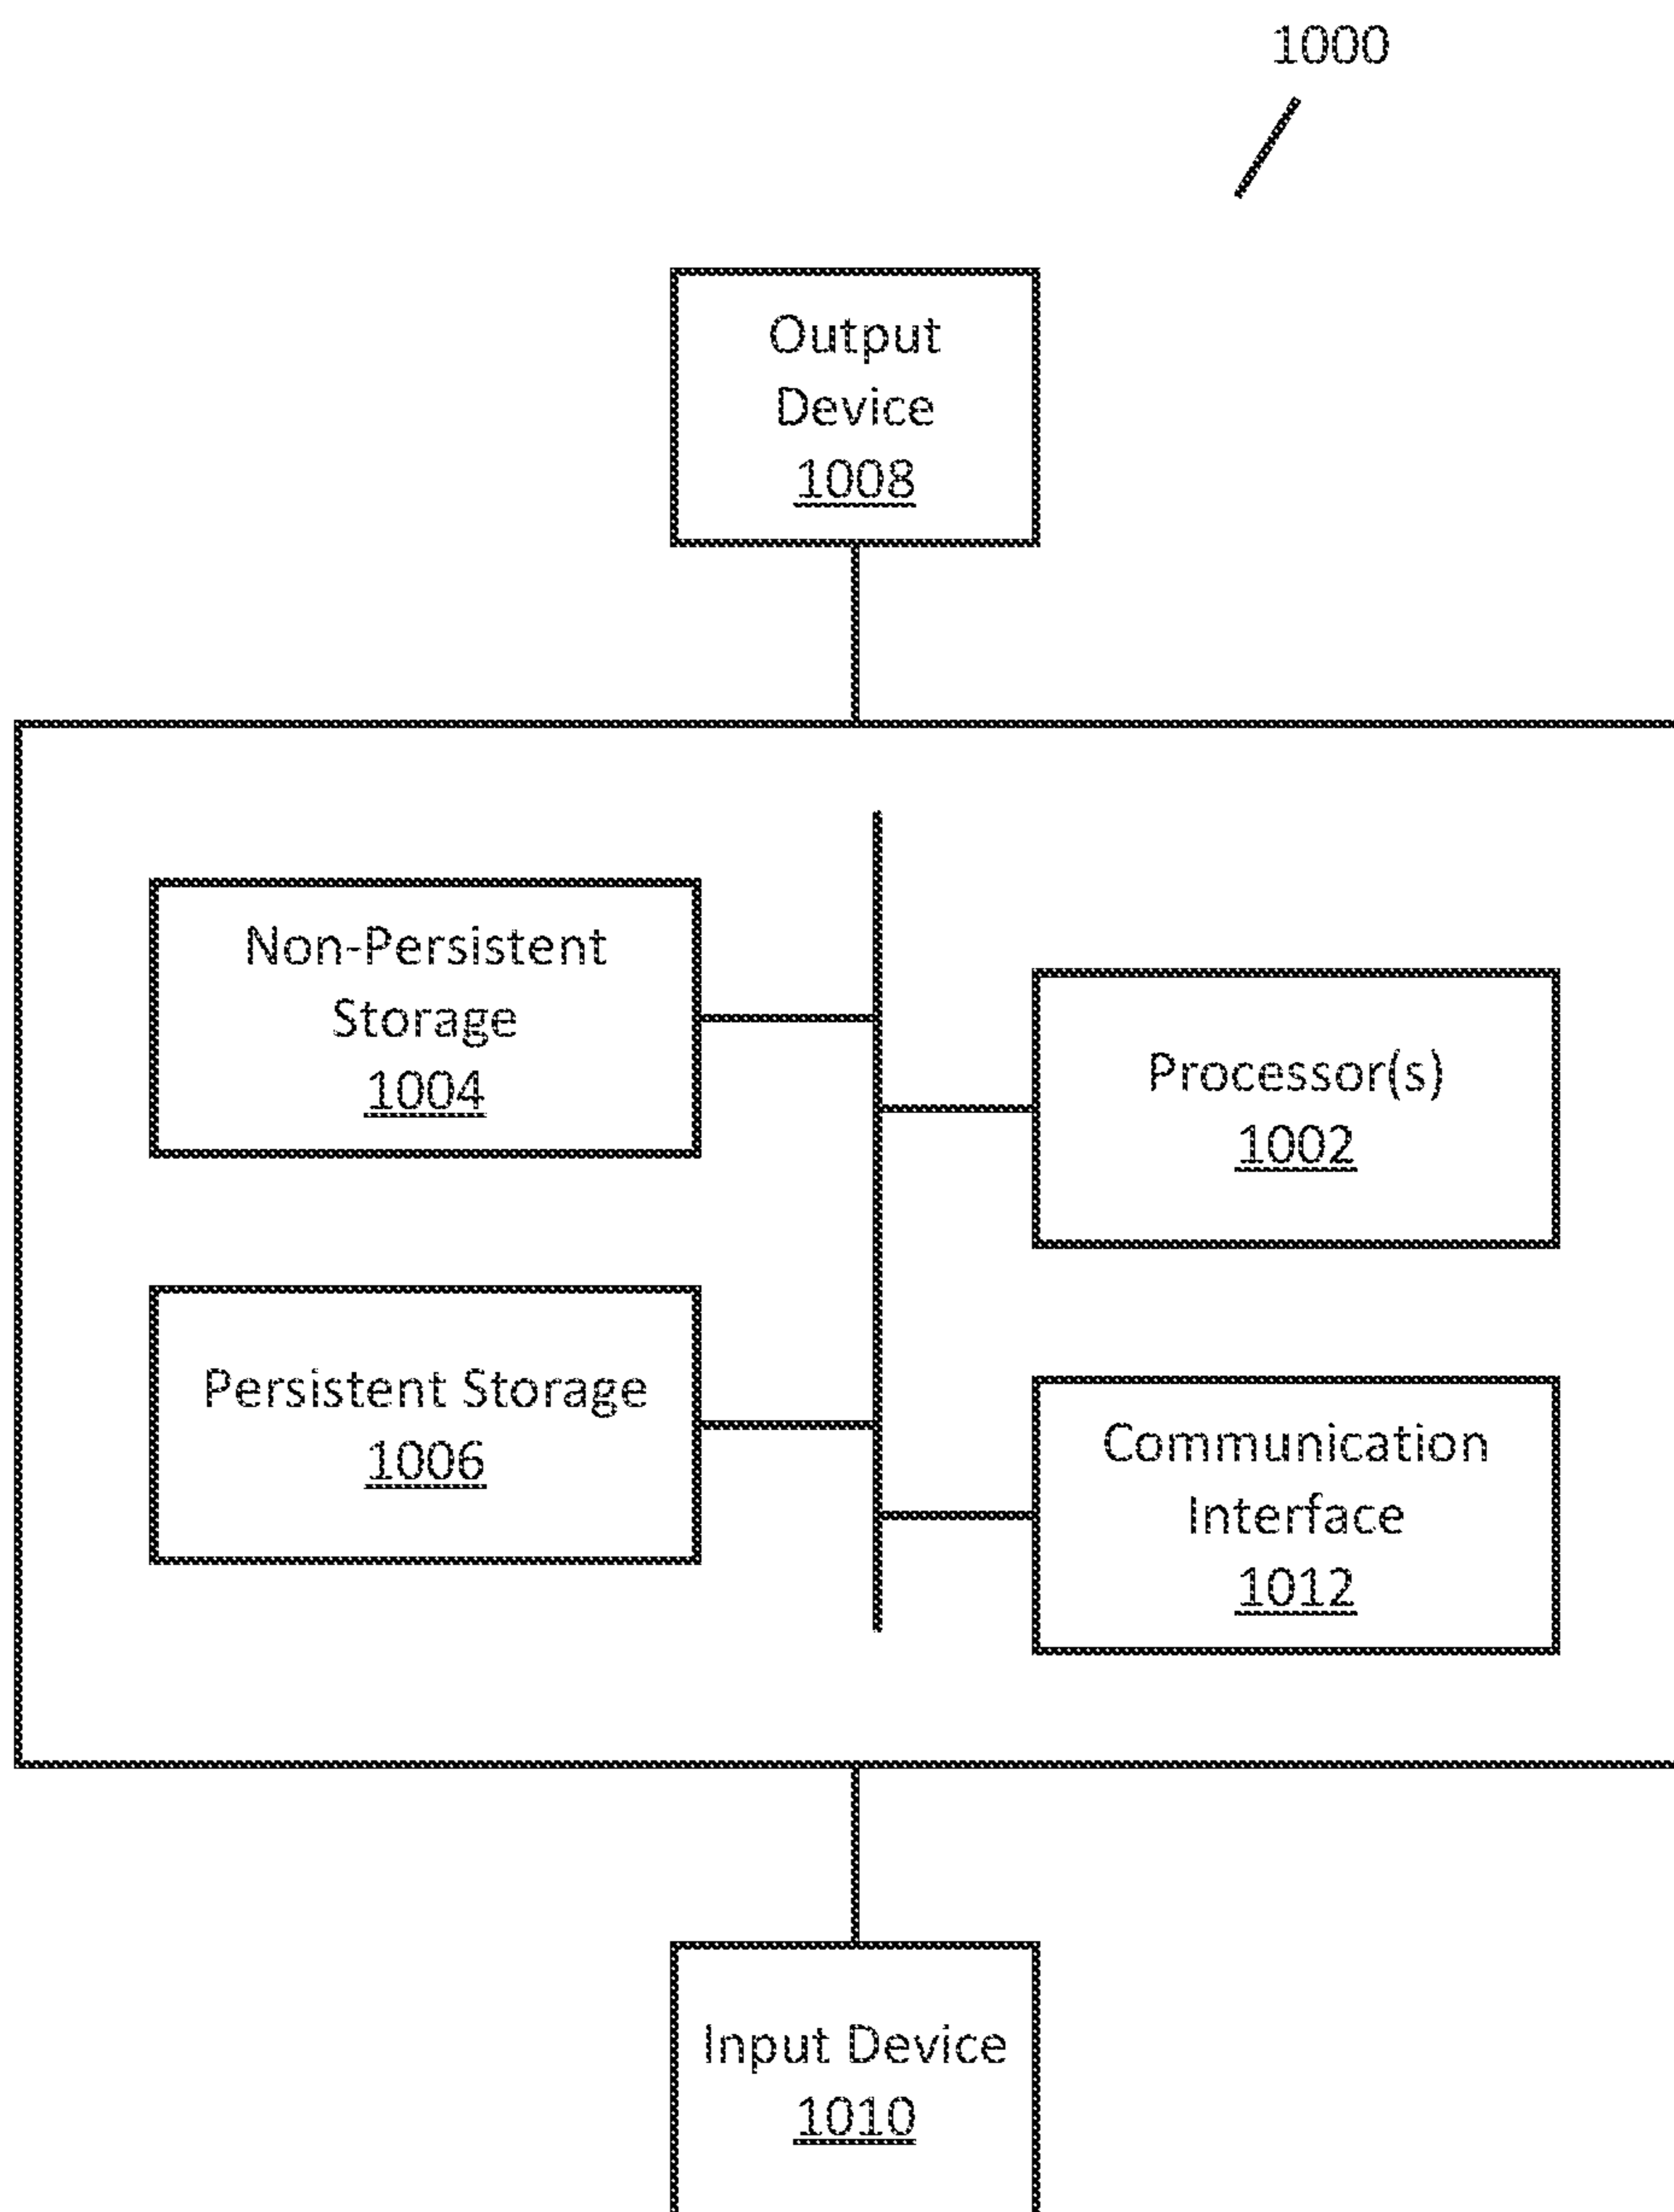 1000
Output
Device
1008
Non-Persistent
Storage
1004
Processor(s)
1002
Persistent Storage
1006
Communication
Interface
1012
Input Device
1010